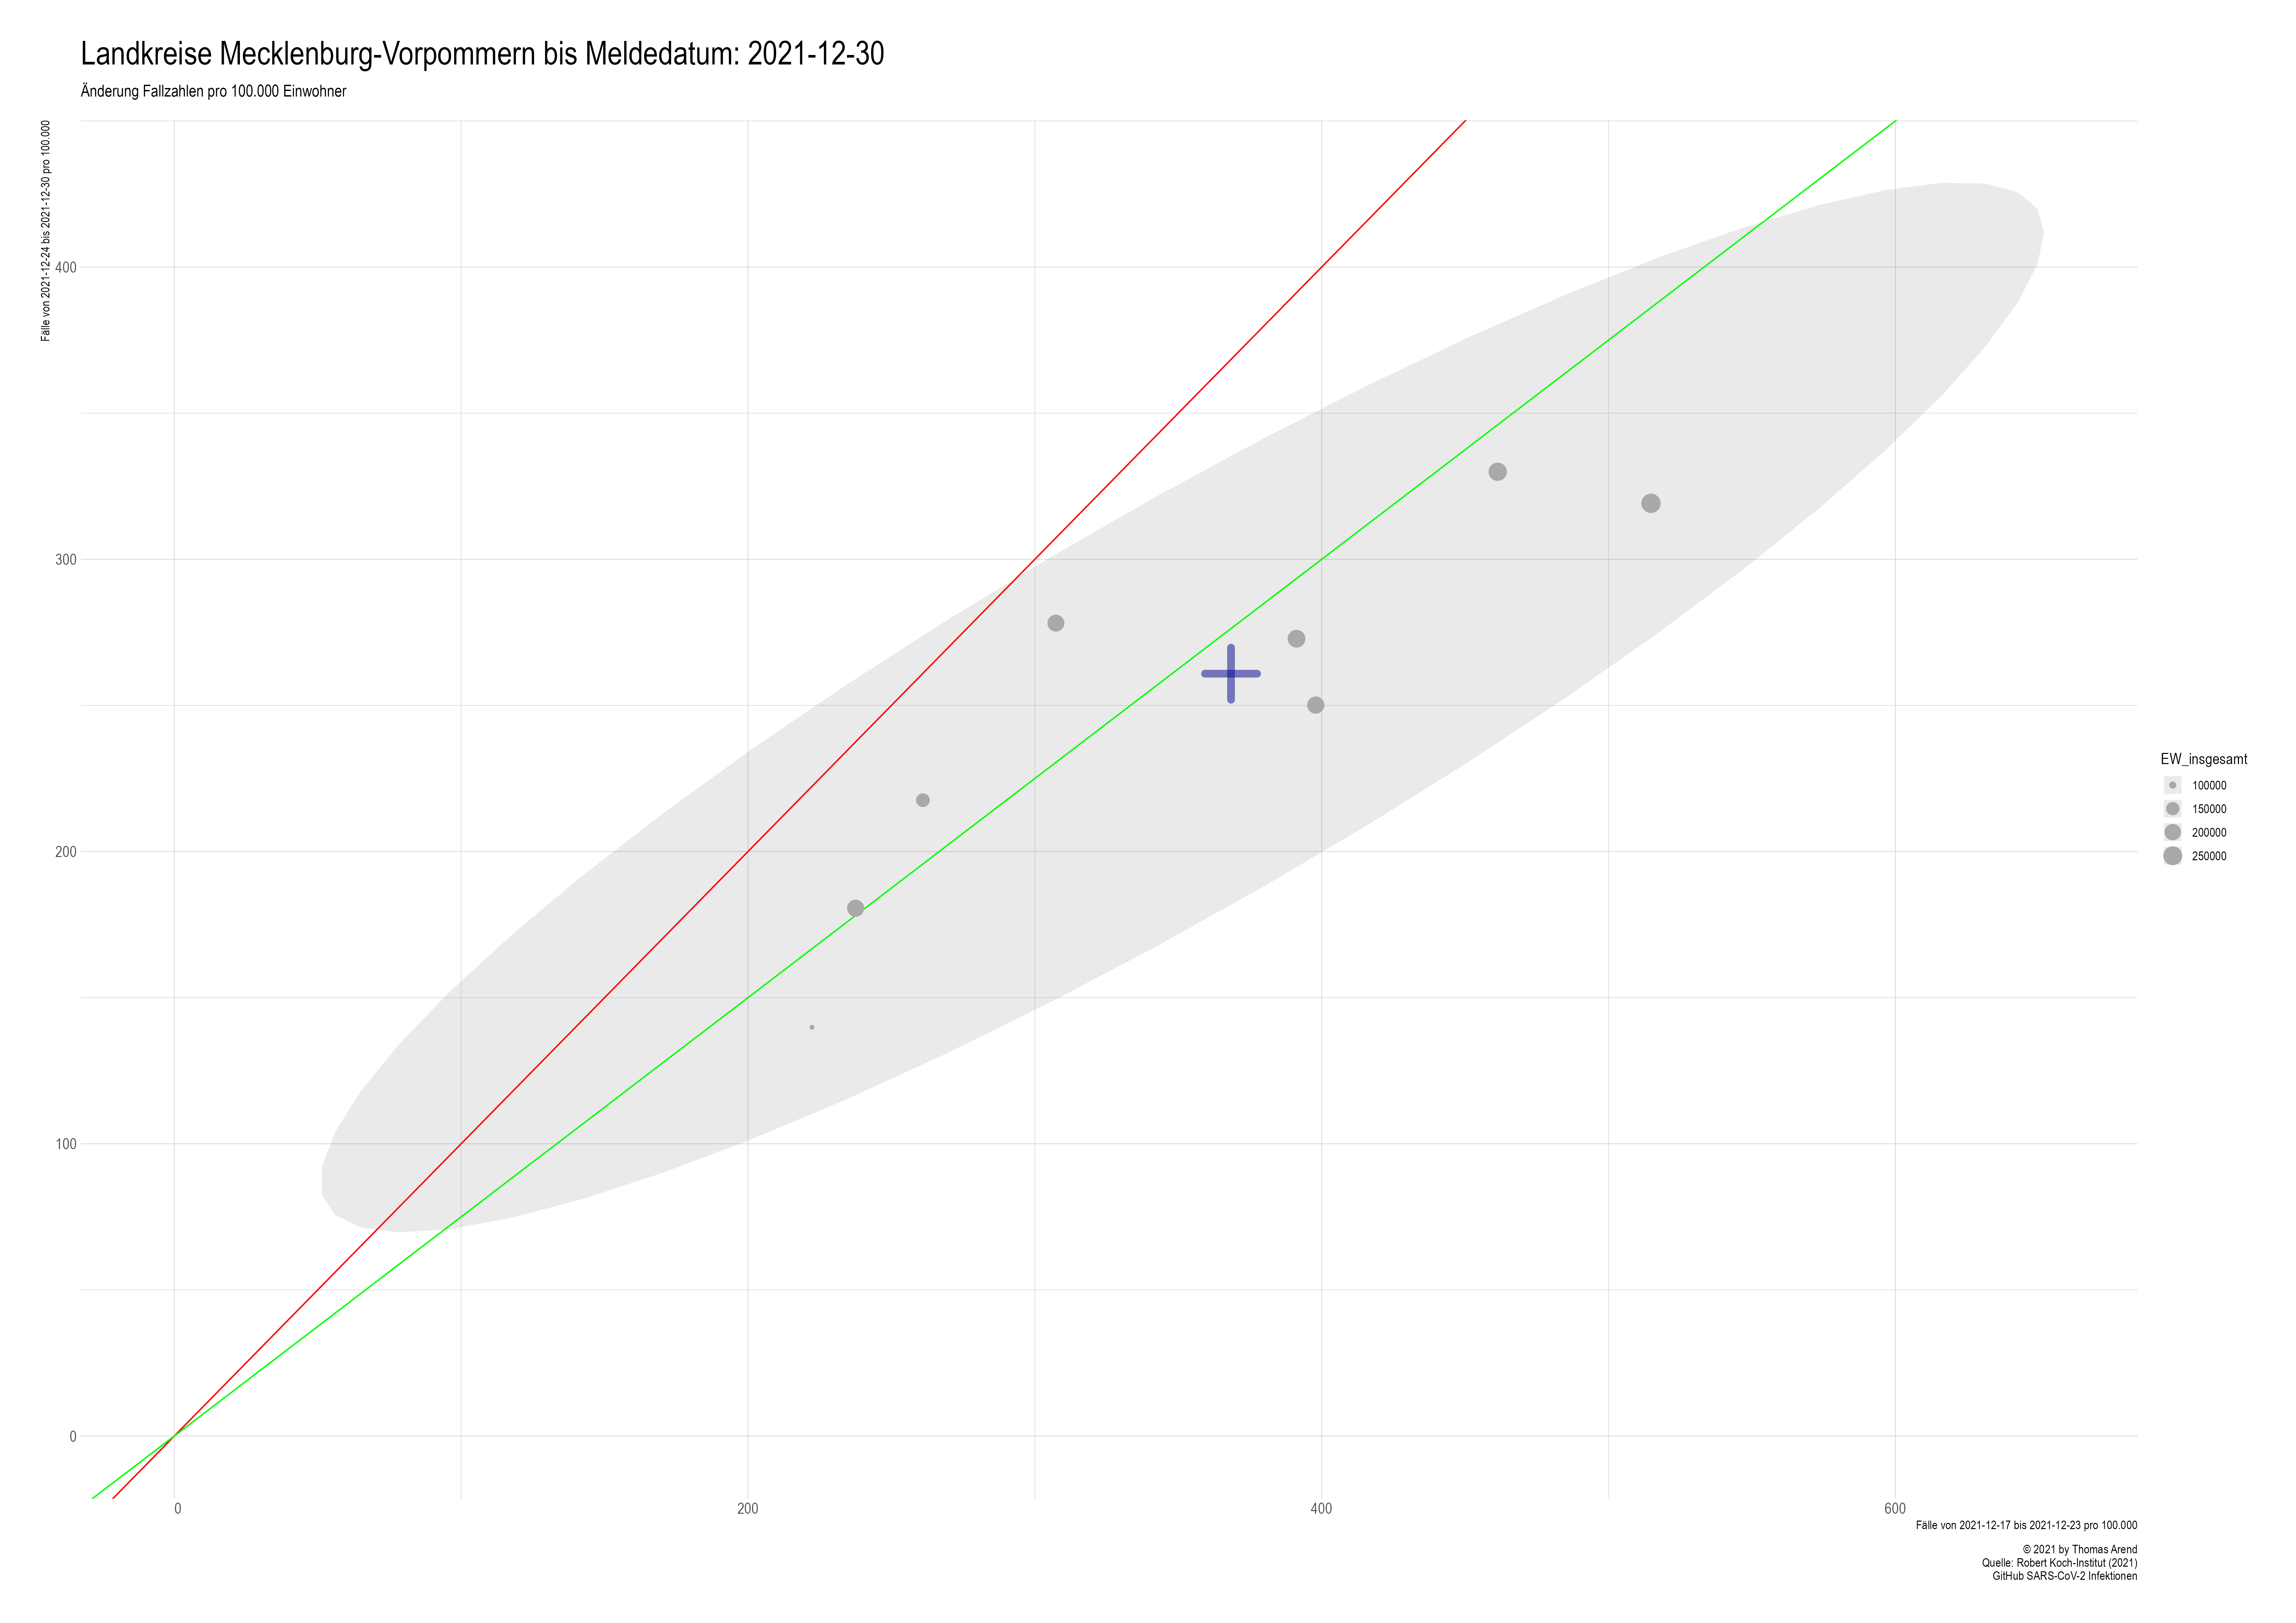 Landkreise Mecklenburg-Vorpommern bis Meldedatum: 2021-12-30
Änderung Fallzahlen pro 100.000 Einwohner
Fälle von 2021-12-24 bis 2021-12-30 pro 100.000
400
300
200
100
0
0
200
400
600
Fälle von 2021-12-17 bis 2021-12-23 pro 100.000
EW_insgesamt
100000
150000
200000
250000
© 2021 by Thomas Arend
Quelle: Robert Koch-Institut (2021)
GitHub SARS-CoV-2 Infektionen